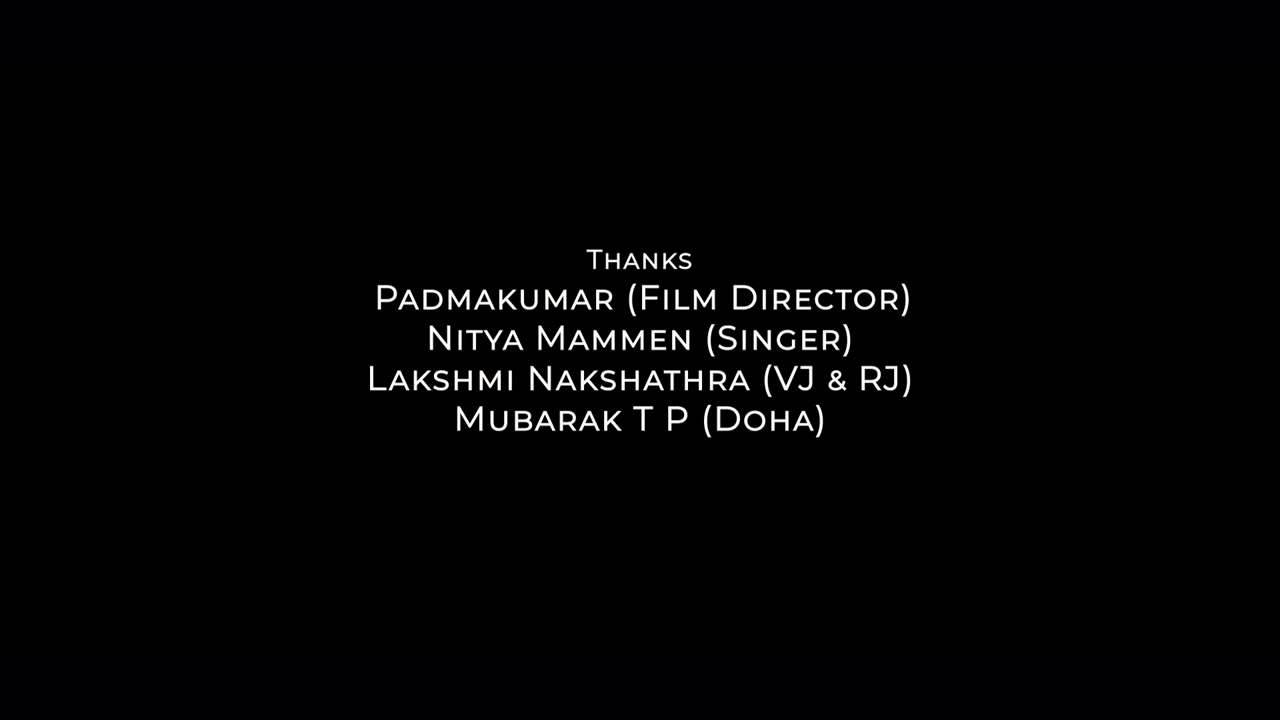 Thanks
Padmakumar (Film Director)
Nitya Mammen (Singer)
Lakshmi Nakshathra (VJ & RJ)
Mubarak T P (Doha)